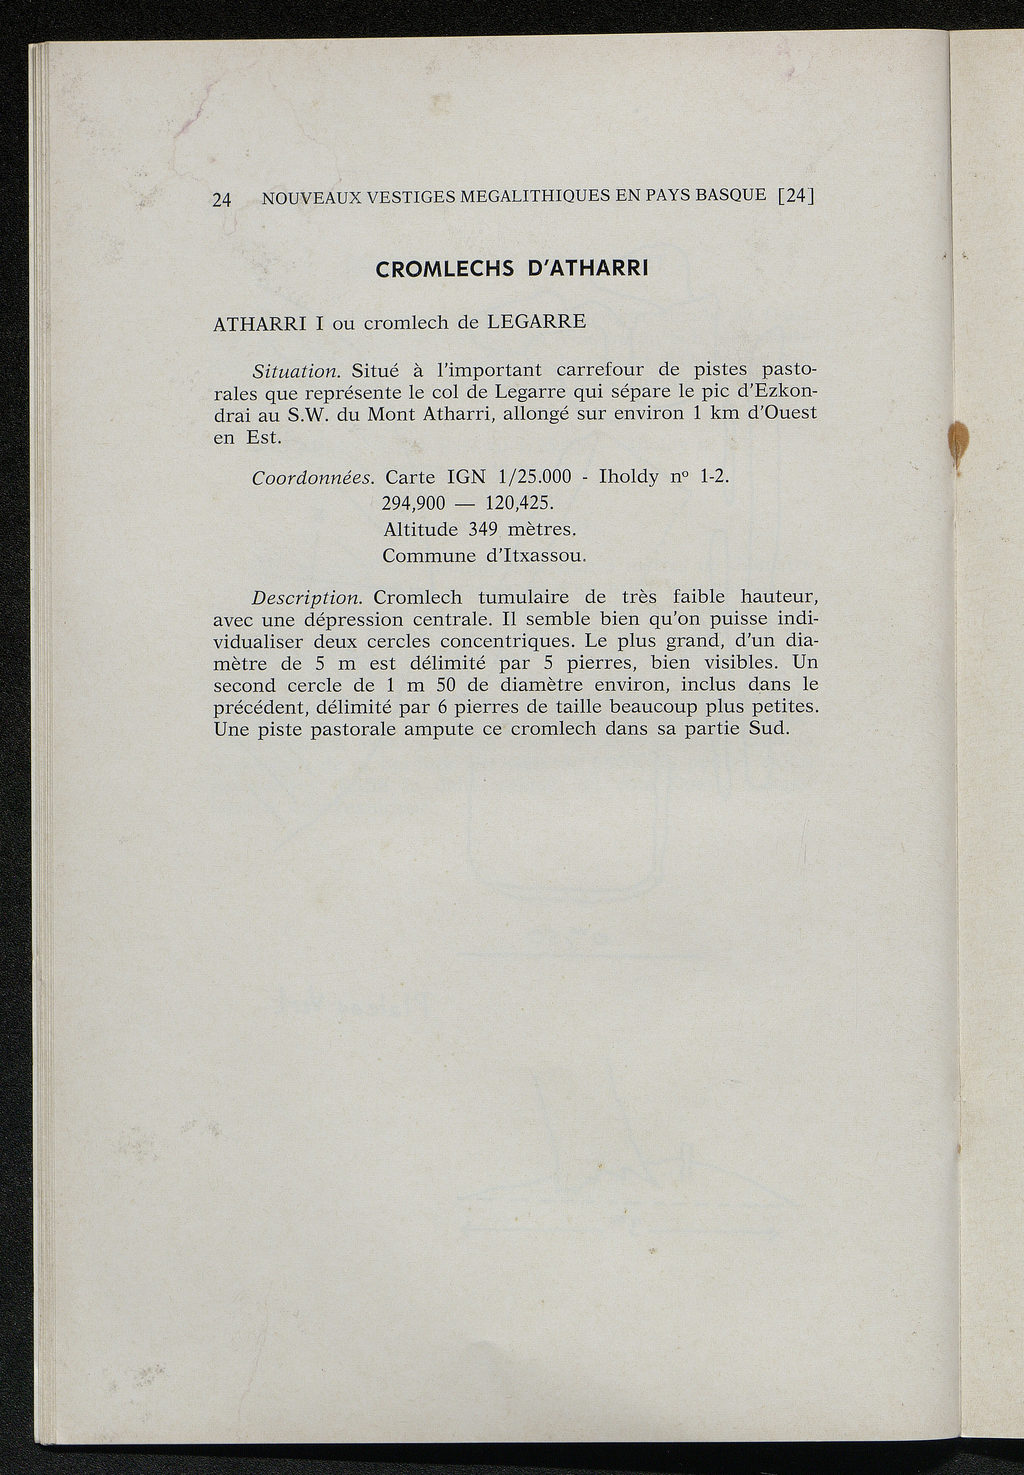 24 NOUVEAUX VESTIGES MEGALITHIQUES EN PAYS BASQUE [24]
CROMLECHS D'ATHARRI
ATHARRI I ou cromlech de LEGARRE
Situation. Situé à l'important carrefour de pistes pasto-
rales que représente le col de Legarre qui sépare le pic d'Ezkon-
drai au S.W. du Mont Atharri, allongé sur environ 1 km d'Ouest
en Est.
Coordonnées. Carte IGN 1/25.000 - Iholdy nº 1-2.
294,900 — 120,425.
Altitude 349 mètres.
Commune d'Itxassou.
Description. Cromlech tumulaire de très faible hauteur,
avec une dépression centrale. Il semble bien qu'on puisse indi-
vidualiser deux cercles concentriques. Le plus grand, d'un dia-
mètre de 5 m est délimité par 5 pierres, bien visibles. Un
second cercle de 1 m 50 de diamètre environ, inclus dans le
précédent, délimité par 6 pierres de taille beaucoup plus petites.
Une piste pastorale ampute ce cromlech dans sa partie Sud.